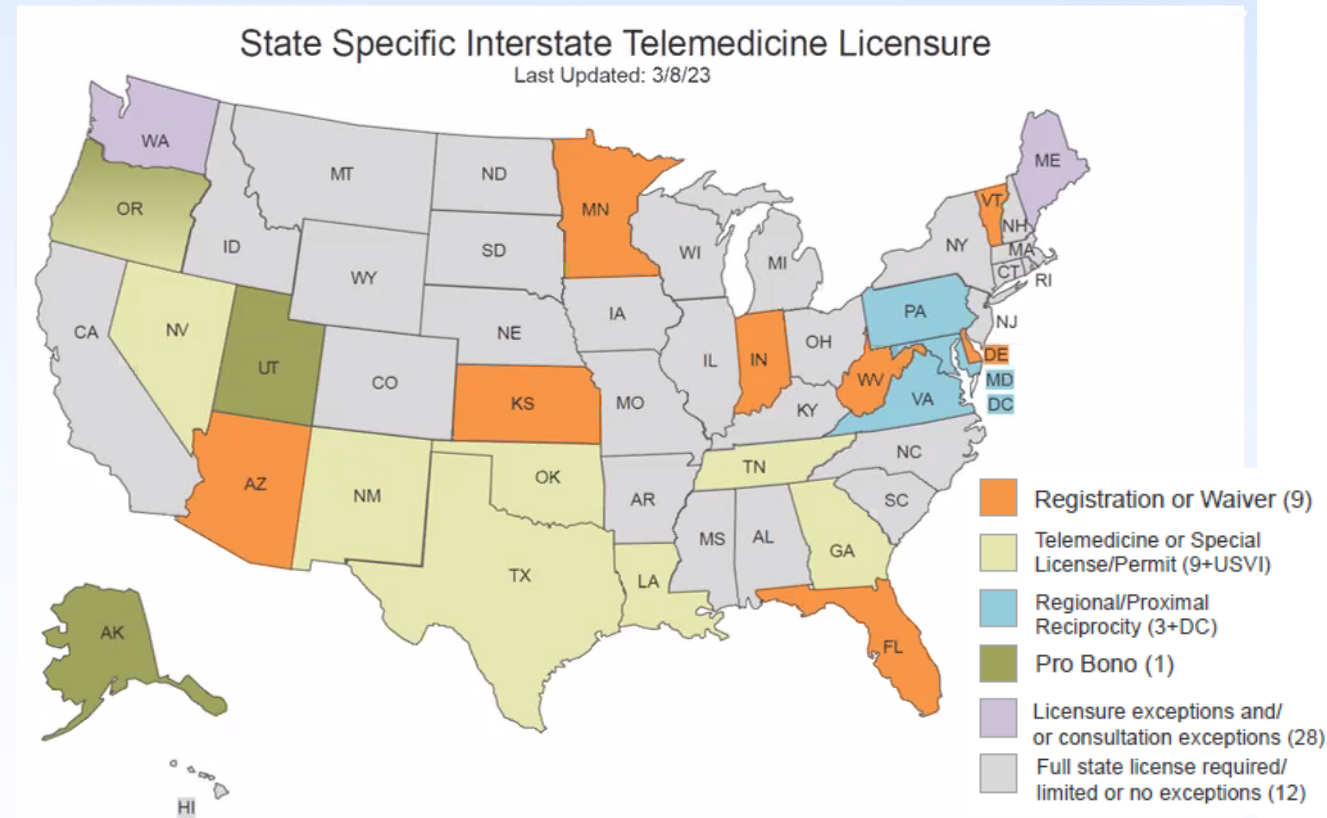 State Specific Interstate Telemedicine Licensure
Last Updated: 3/8/23
WA
MT
ND
MN
ME
OR
ID
SD
WI
MI
NY
VT
NH
MA
CT
RI
WY
IA
PA
NJ
CA
NV
NE
IL
IN
OH
DE
UT
CO
KS
MO
WV
MD
KY
VA
DC
AZ
NM
OK
AR
TN
NC
SC
MS
AL
GA
TX
LA
FL
AK
HI
Registration or Waiver (9)
Telemedicine or Special
License/Permit (9+USVI)
Regional/Proximal
Reciprocity (3+DC)
Pro Bono (1)
Licensure exceptions and/
or consultation exceptions (28)
Full state license required/
limited or no exceptions (12)